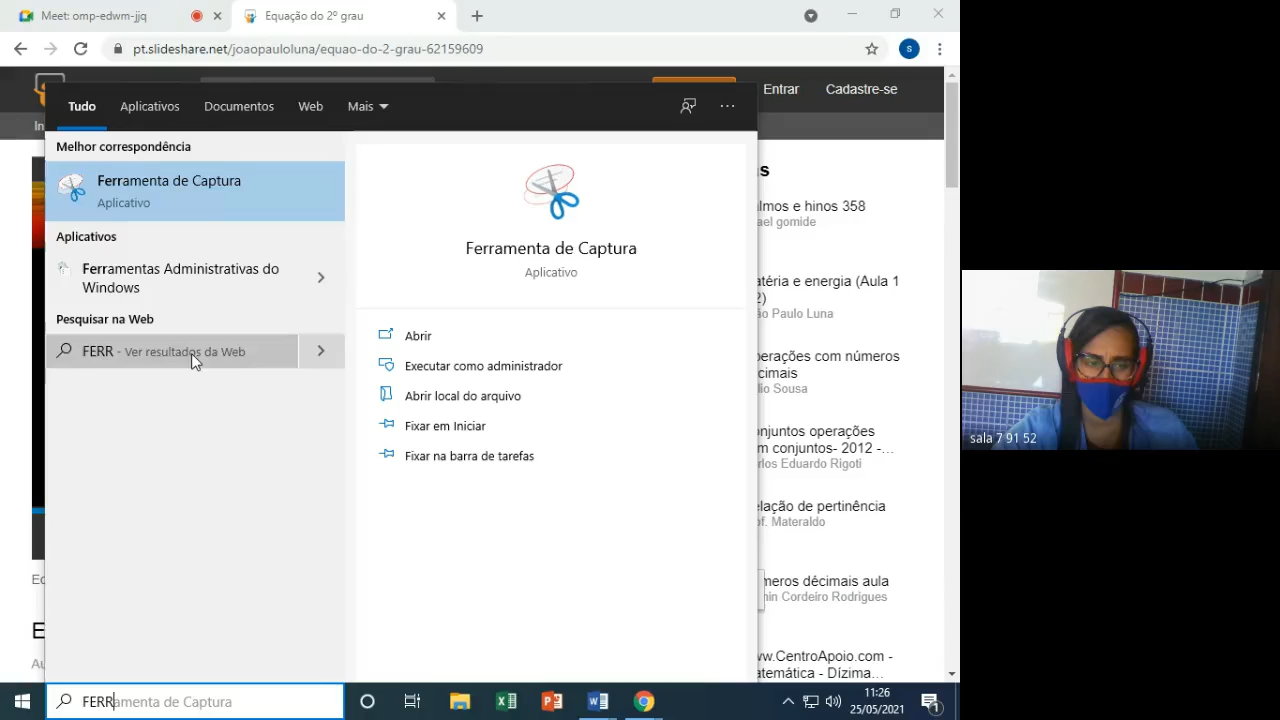 Meet: omp-edwm-jjq
Equação do 2º grau
pt.slideshare.net/joaopauloluna/equao-do-2-grau-62159609
s
Entrar
Cadastre-se
Tudo
Aplicativos
Documentos
Web
Mais
Melhor correspondência
Ferramenta de Captura
Aplicativo
Aplicativos
Ferramentas Administrativas do
Windows
Pesquisar na Web
FERR - Ver resultados da Web
Ferramenta de Captura
Aplicativo
Abrir
Executar como administrador
Abrir local do arquivo
Fixar em Iniciar
Fixar na barra de tarefas
s
lmos e hinos 358
ael gomide
atéria e energia (Aula 1
2)
ão Paulo Luna
perações com números
cimais
lio Sousa
onjuntos operações
m conjuntos- 2012 -...
rlos Eduardo Rigoti
elação de pertinência
of. Materaldo
meros décimais aula
nin Cordeiro Rodrigues
ww.CentroApoio.com -
atemática - Dízima...
FERRamenta de Captura
11:26
25/05/2021
1
sala 7 91 52